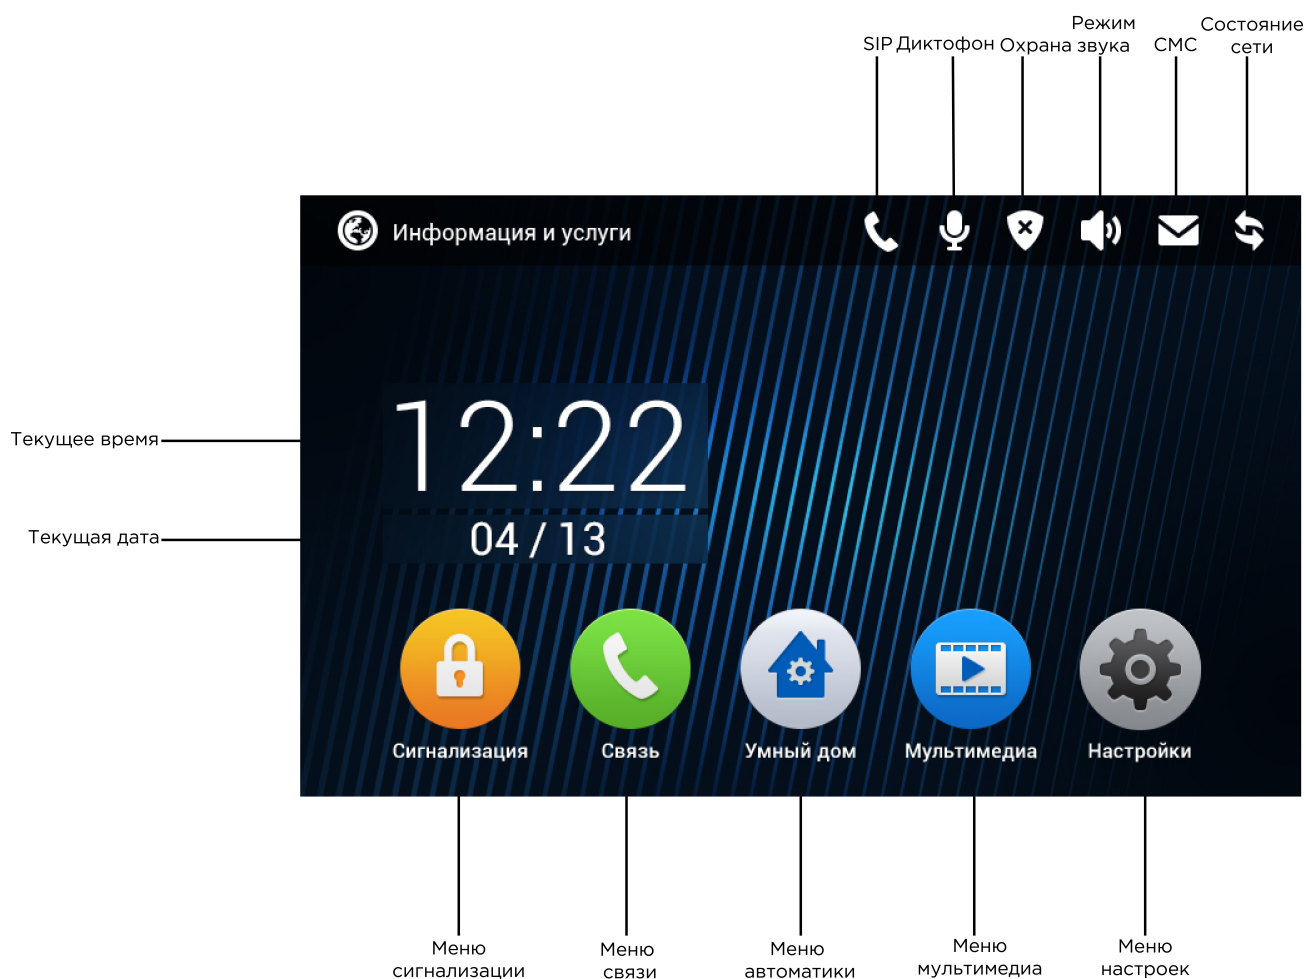 Режим
Состояние
SIP Диктофон Охрана звука СМС сети
Информация и услуги
12:22
Текущее время
04 / 13
Текущая дата
Сигнализация Связь Умный дом Мультимедиа Настройки
Меню
сигнализации
Меню
связи
Меню
автоматики
Меню
мультимедиа
Меню
настроек